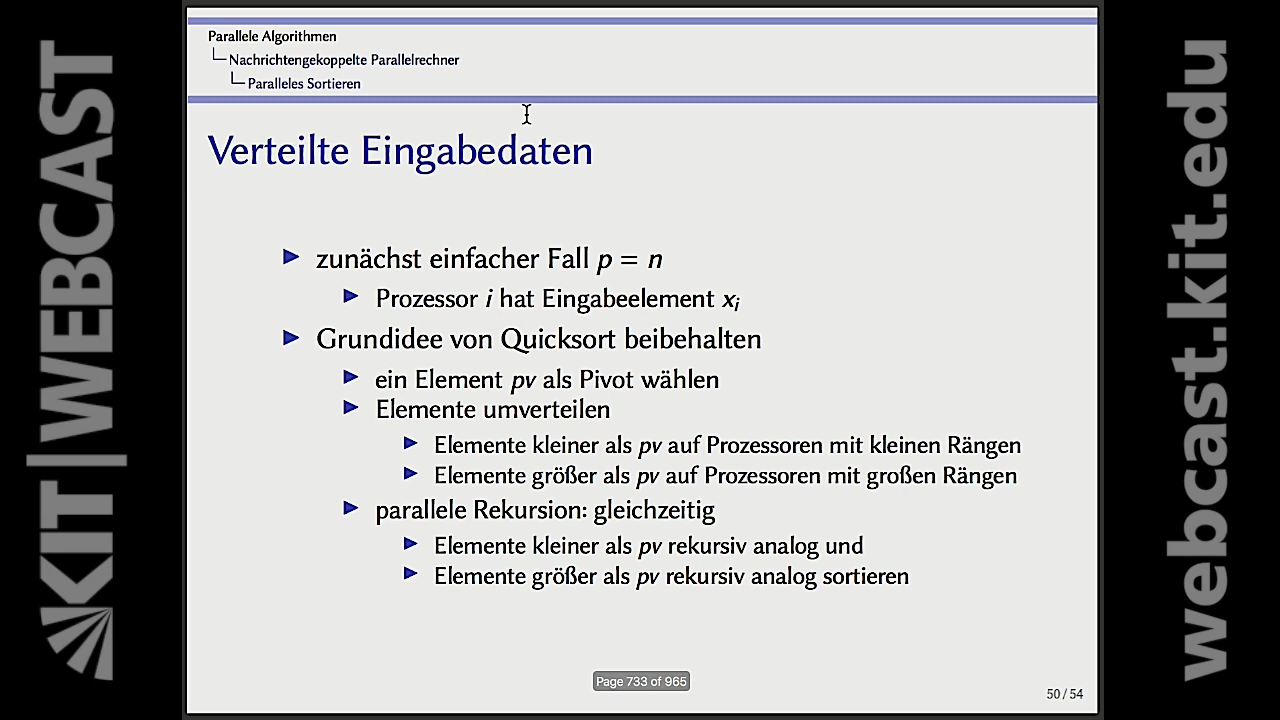 Parallele Algorithmen
Nachrichtengekoppelte Parallelrechner
Paralleles Sortieren
Verteilte Eingabedaten
zunächst einfacher Fall p = n
Prozessor i hat Eingabeelement xᵢ
Grundidee von Quicksort beibehalten
ein Element pv als Pivot wählen
Elemente umverteilen
Elemente kleiner als pv auf Prozessoren mit kleinen Rängen
Elemente größer als pv auf Prozessoren mit großen Rängen
parallele Rekursion: gleichzeitig
Elemente kleiner als pv rekursiv analog und
Elemente größer als pv rekursiv analog sortieren
Page 733 of 965
50 / 54
KIT | WEBCAST
webcast.kit.edu